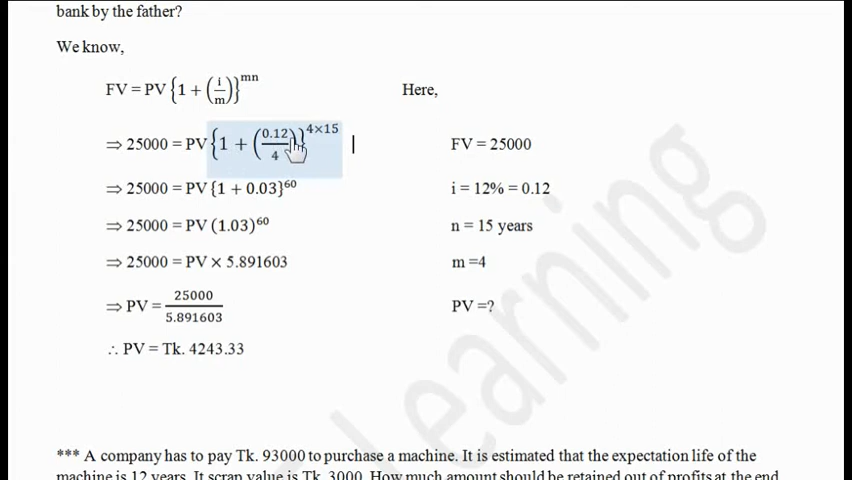 bank by the father?
We know,
FV = PV {1 + (i/m)}^mn Here,
⇒ 25000 = PV {1 + (0.12/4)}^4×15 FV = 25000
⇒ 25000 = PV {1 + 0.03}^60 i = 12% = 0.12
⇒ 25000 = PV (1.03)^60 n = 15 years
⇒ 25000 = PV × 5.891603 m =4
⇒ PV = 25000/5.891603 PV =?
∴ PV = Tk. 4243.33
Learning
*** A company has to pay Tk. 93000 to purchase a machine. It is estimated that the expectation life of the
machine is 12 years. It scrap value is Tk. 3000. How much amount should be retained out of profits at the end